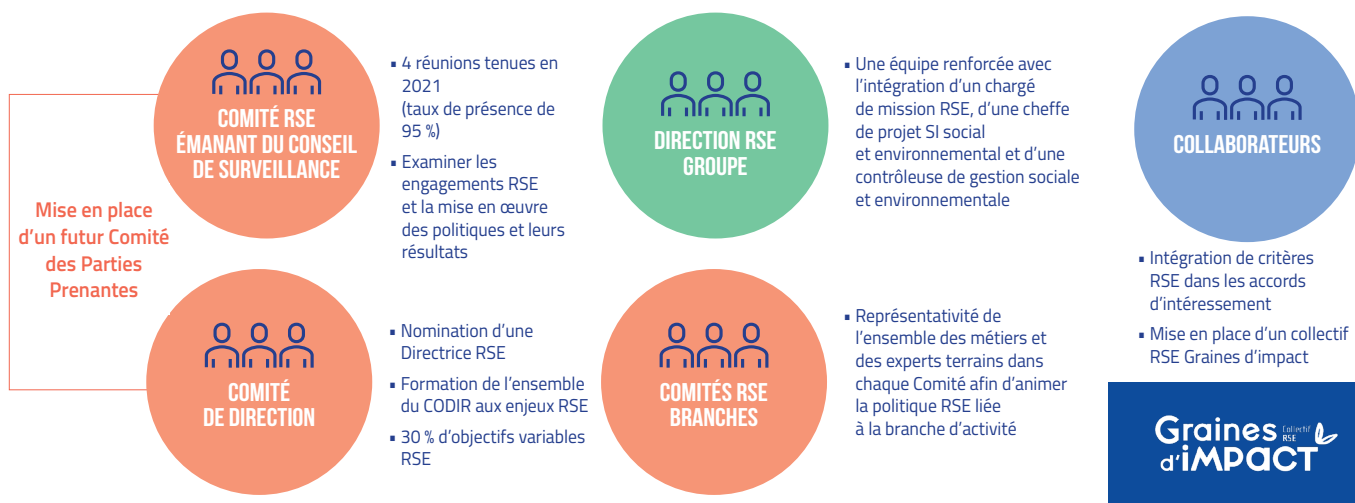 Mise en place
d'un futur Comité
des Parties
Prenantes
COMITÉ RSE
ÉMANANT DU CONSEIL
DE SURVEILLANCE
▪ 4 réunions tenues en
2021
(taux de présence de
95 %)
▪ Examiner les
engagements RSE
et la mise en œuvre
des politiques et leurs
résultats
COMITÉ
DE DIRECTION
▪ Nomination d'une
Directrice RSE
▪ Formation de l'ensemble
du CODIR aux enjeux RSE
▪ 30 % d'objectifs variables
RSE
DIRECTION RSE
GROUPE
▪ Une équipe renforcée avec
l'intégration d'un chargé
de mission RSE, d'une cheffe
de projet SI social
et environnemental et d'une
contrôleuse de gestion sociale
et environnementale
COMITÉS RSE
BRANCHES
▪ Représentativité de
l'ensemble des métiers et
des experts terrains dans
chaque Comité afin d'animer
la politique RSE liée
à la branche d'activité
COLLABORATEURS
▪ Intégration de critères
RSE dans les accords
d'intéressement
▪ Mise en place d'un collectif
RSE Graines d'impact
Graines
Collectif
RSE
d'iMPACT